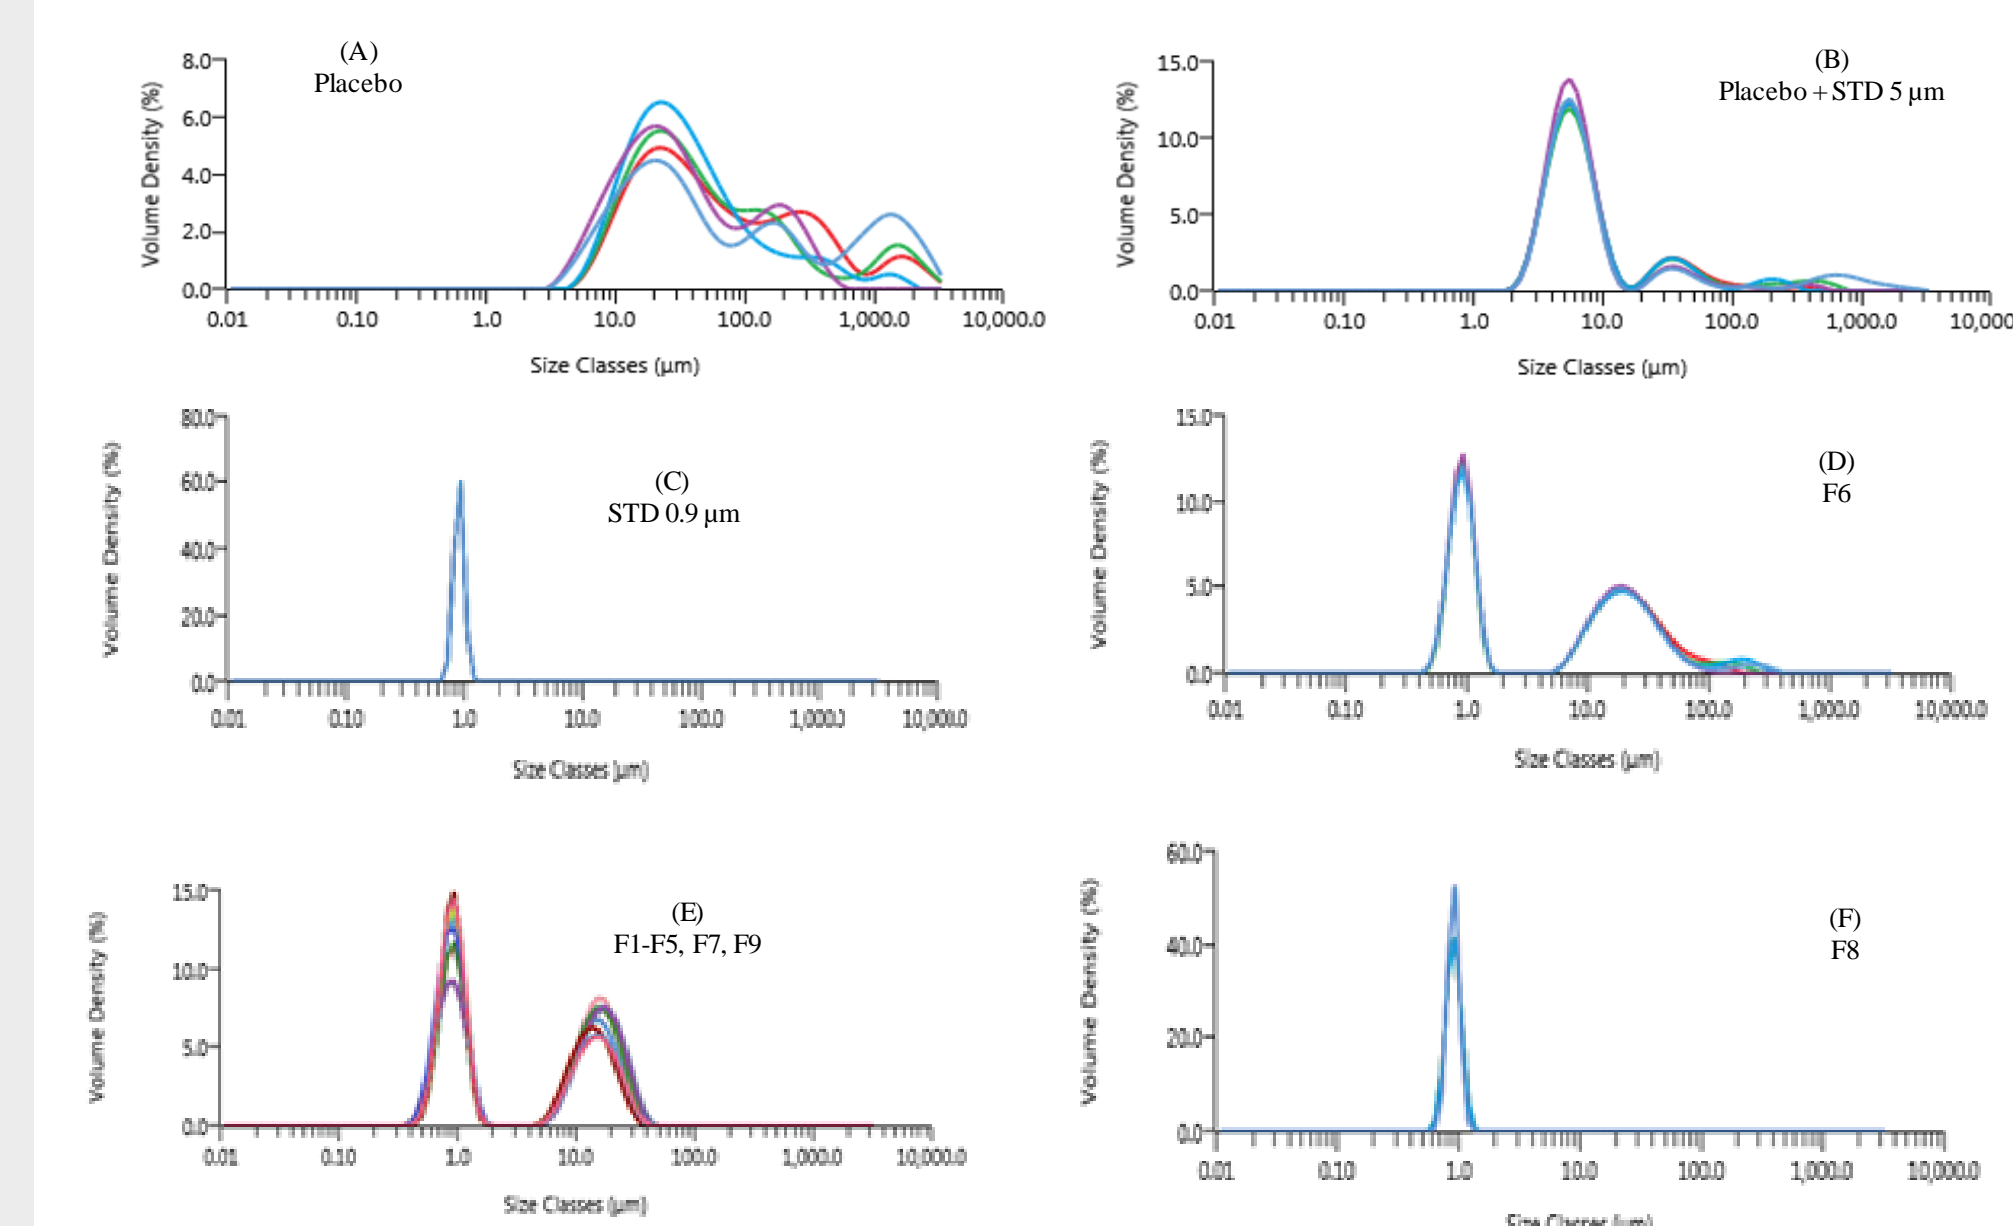 (A)
Placebo
8.0
6.0
4.0
2.0
0.0
Volume Density (%)
0.01 0.10 1.0 10.0 100.0 1,000.0 10,000.0
Size Classes (µm)
(B)
Placebo + STD 5 µm
15.0
10.0
5.0
0.0
Volume Density (%)
0.01 0.10 1.0 10.0 100.0 1,000.0 10,000
Size Classes (µm)
(C)
STD 0.9 µm
80.0
60.0
40.0
20.0
0.0
Volume Density (%)
0.01 0.10 1.0 10.0 100.0 1,000.0 10,000.0
Size Classes (µm)
(D)
F6
15.0
10.0
5.0
0.0
Volume Density (%)
0.01 0.10 1.0 10.0 100.0 1,000.0 10,000.0
Size Classes (µm)
(E)
F1-F5, F7, F9
15.0
10.0
5.0
0.0
Volume Density (%)
0.01 0.10 1.0 10.0 100.0 1,000.0 10,000.0
Size Classes (µm)
(F)
F8
60.0
40.0
20.0
0.0
Volume Density (%)
0.01 0.10 1.0 10.0 100.0 1,000.0 10,000.0
Size Classes (µm)